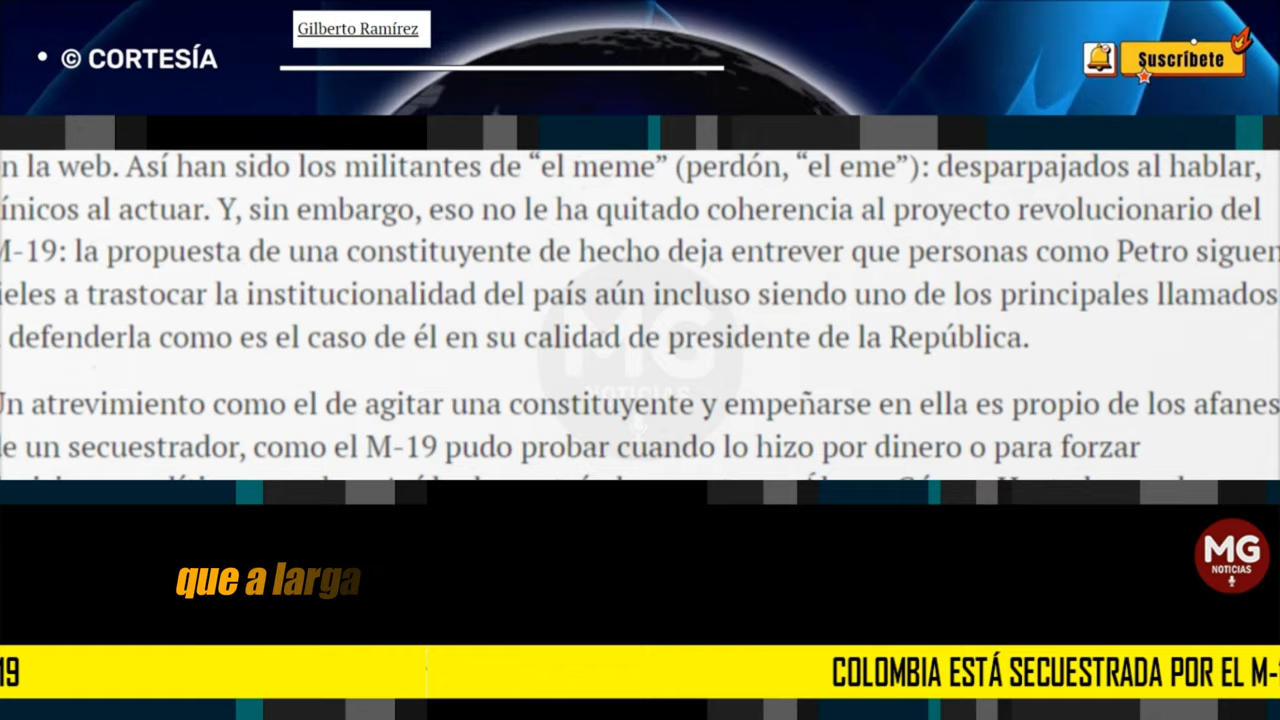 Gilberto Ramírez
• © CORTESÍA
Suscríbete
n la web. Así han sido los militantes de “el meme” (perdón, “el eme”): desparpajados al hablar,
ínicos al actuar. Y, sin embargo, eso no le ha quitado coherencia al proyecto revolucionario del
M-19: la propuesta de una constituyente de hecho deja entrever que personas como Petro siguen
ieles a trastocar la institucionalidad del país aún incluso siendo uno de los principales llamados
defenderla como es el caso de él en su calidad de presidente de la República.
Un atrevimiento como el de agitar una constituyente y empeñarse en ella es propio de los afanes
de un secuestrador, como el M-19 pudo probar cuando lo hizo por dinero o para forzar
MG
NOTICIAS
MG
NOTICIAS
que a larga
19
COLOMBIA ESTÁ SECUESTRADA POR EL M-